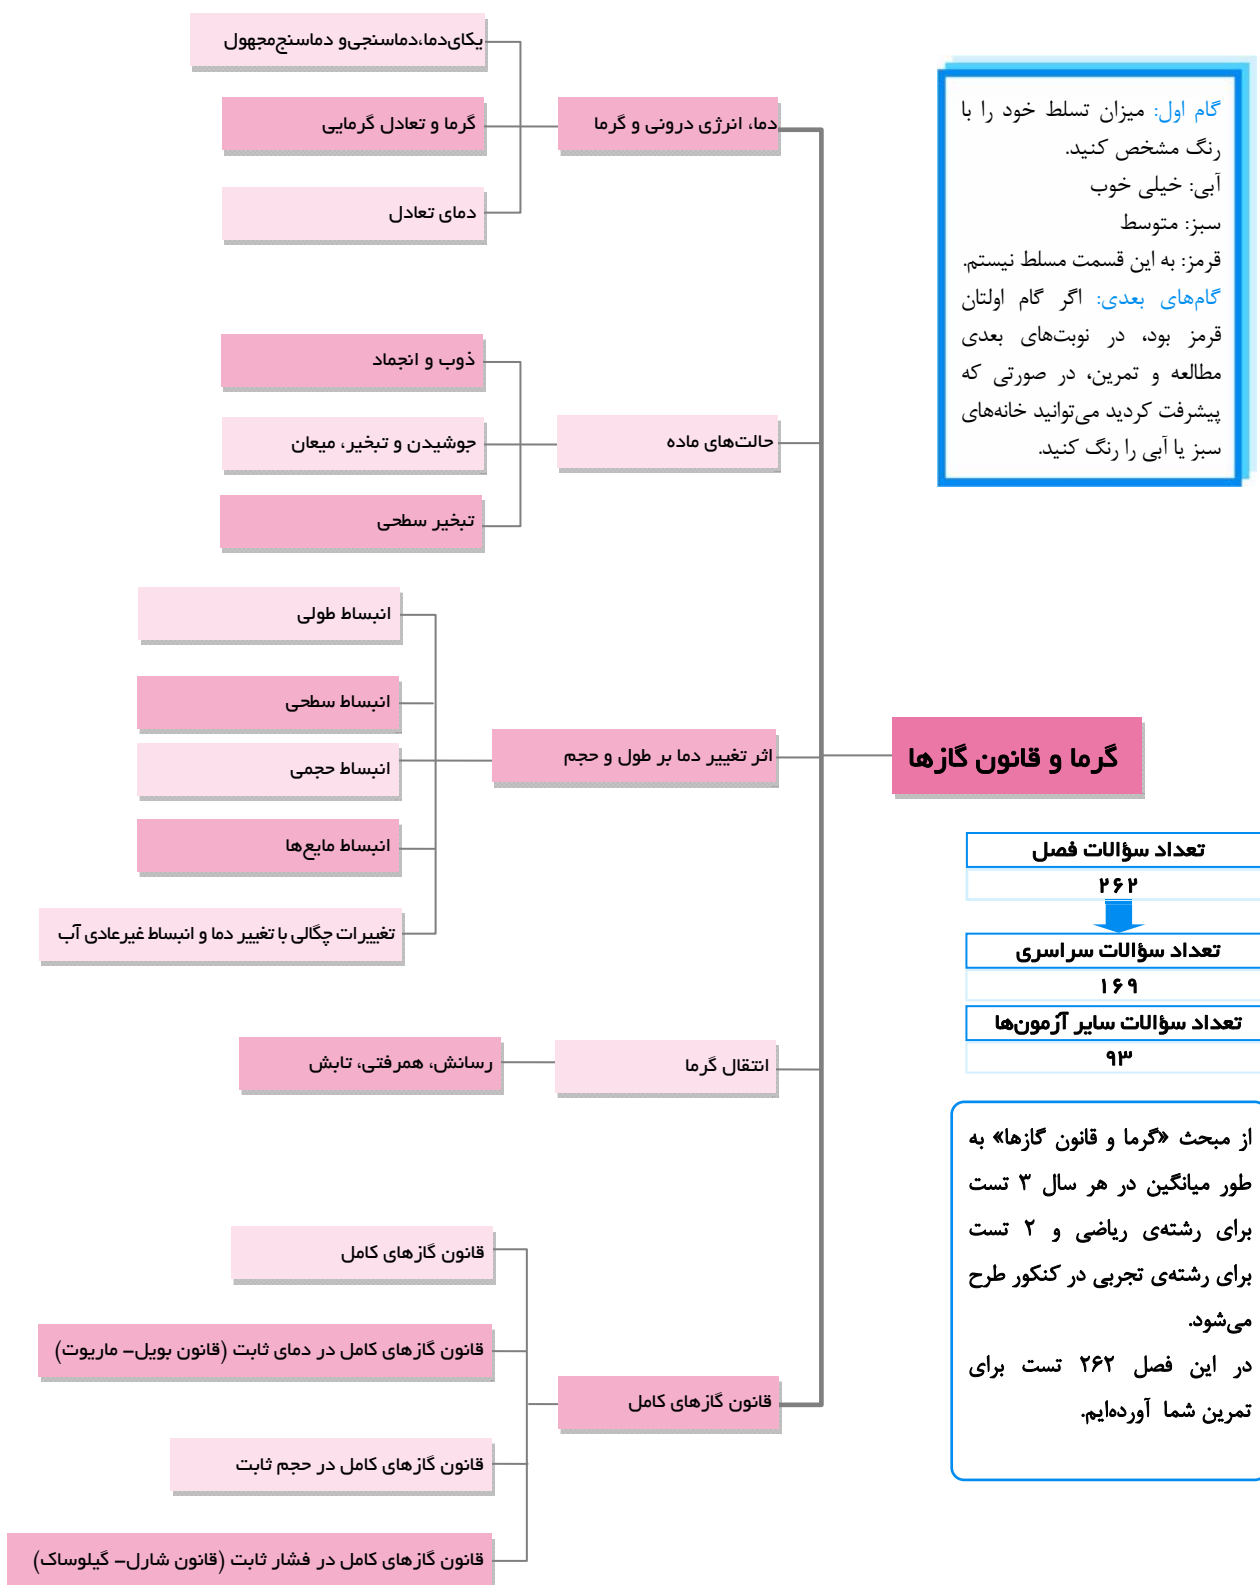 گام اول: میزان تسلط خود را با
رنگ مشخص کنید.
آبی: خیلی خوب
سبز: متوسط
قرمز: به این قسمت مسلط نیستم.
گام‌های بعدی: اگر گام اولتان
قرمز بود، در نوبت‌های بعدی
مطالعه و تمرین، در صورتی که
پیشرفت کردید می‌توانید خانه‌های
سبز یا آبی را رنگ کنید.
گرما و قانون گازها
دما، انرژی درونی و گرما
یکای‌دما،دماسنجی‌و دماسنج‌مجهول
گرما و تعادل گرمایی
دمای تعادل
حالت‌های ماده
ذوب و انجماد
جوشیدن و تبخیر، میعان
تبخیر سطحی
اثر تغییر دما بر طول و حجم
انبساط طولی
انبساط سطحی
انبساط حجمی
انبساط مایع‌ها
تغییرات چگالی با تغییر دما و انبساط غیرعادی آب
انتقال گرما
رسانش، همرفتی، تابش
قانون گازهای کامل
قانون گازهای کامل
قانون گازهای کامل در دمای ثابت (قانون بویل– ماریوت)
قانون گازهای کامل در حجم ثابت
قانون گازهای کامل در فشار ثابت (قانون شارل– گیلوساک)
تعداد سؤالات فصل
۲۶۲
تعداد سؤالات سراسری
۱۶۹
تعداد سؤالات سایر آزمون‌ها
۹۳
از مبحث «گرما و قانون گازها» به
طور میانگین در هر سال ۳ تست
برای رشته‌ی ریاضی و ۲ تست
برای رشته‌ی تجربی در کنکور طرح
می‌شود.
در این فصل ۲۶۲ تست برای
تمرین شما آورده‌ایم.